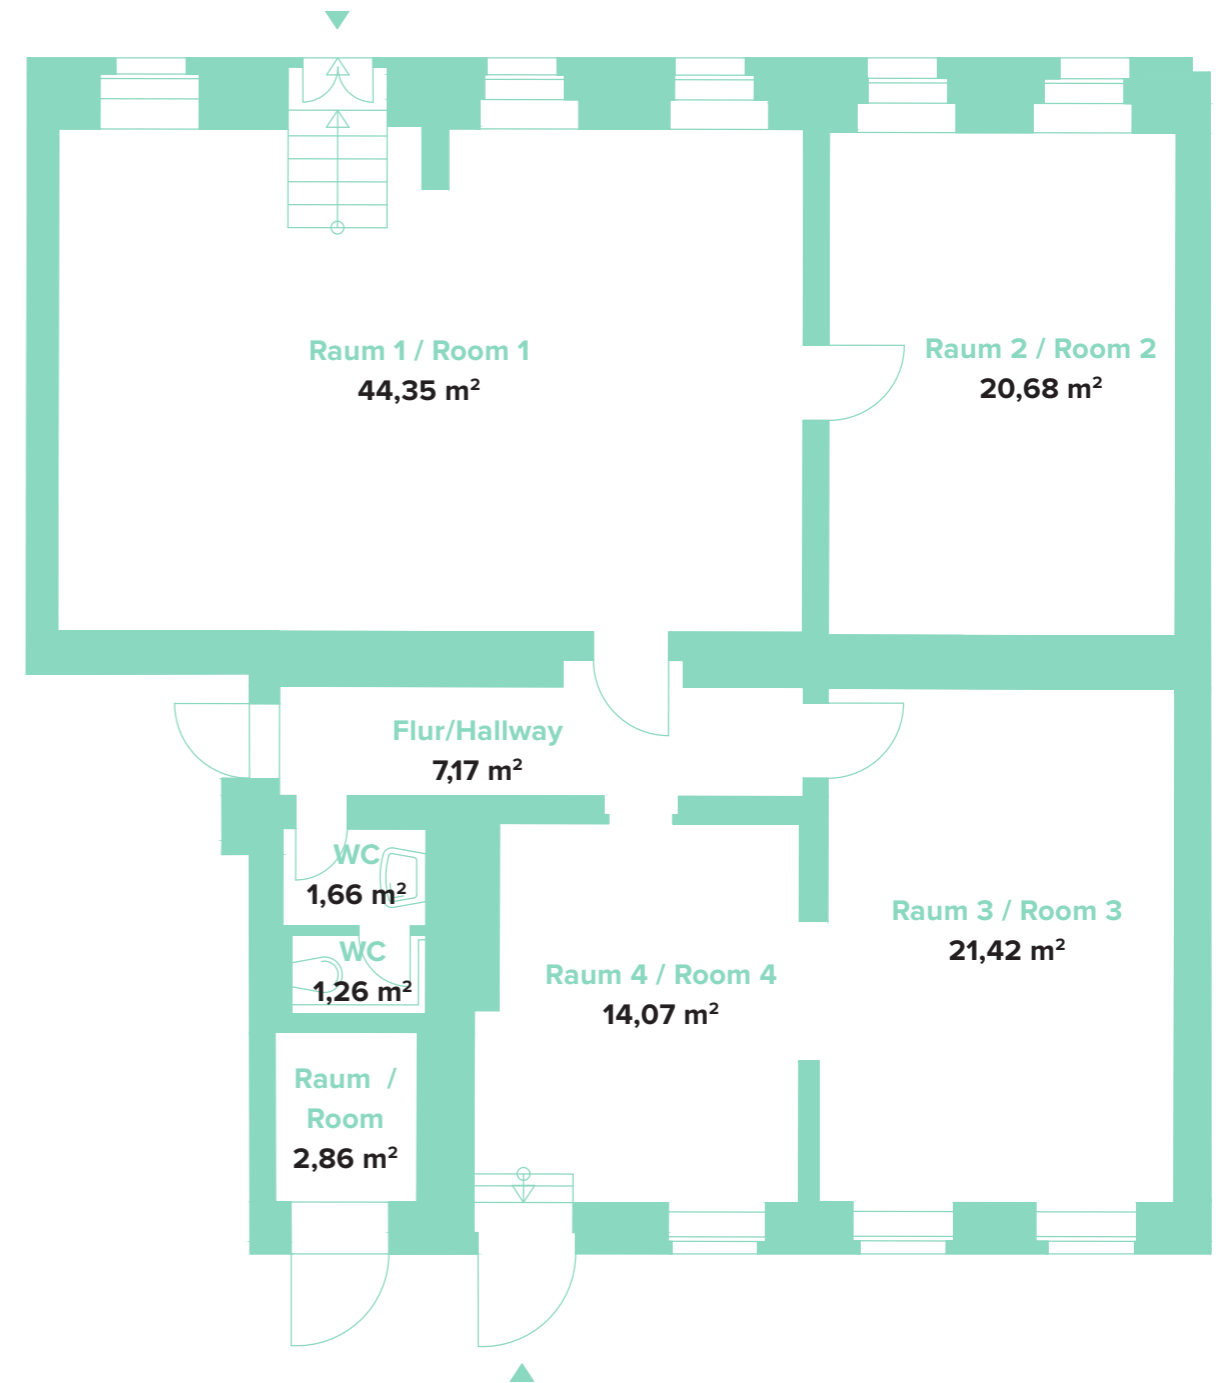 Raum 1 / Room 1
44,35 m²
Raum 2 / Room 2
20,68 m²
Flur/Hallway
7,17 m²
WC
1,66 m²
WC
1,26 m²
Raum 3 / Room 3
21,42 m²
Raum 4 / Room 4
14,07 m²
Raum /
Room
2,86 m²